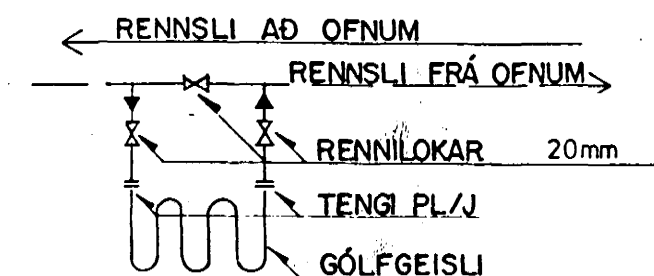 RENNSLI AÐ OFNUM
RENNSLI FRÁ OFNUM
RENNILOKAR 20mm
TENGI PL/J
GÓLFGEISLI